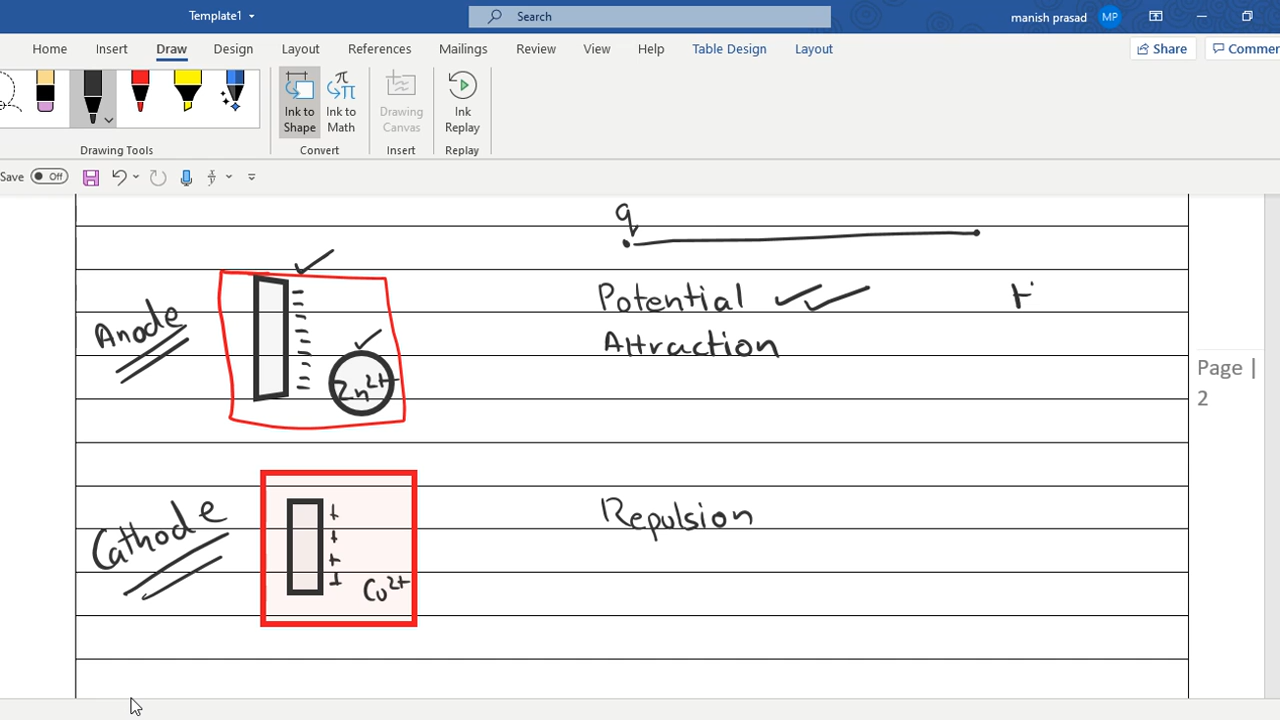 Template1
Search
manish prasad MP
Home Insert Draw Design Layout References Mailings Review View Help Table Design Layout
Share Commer
Ink to Shape
Ink to Math
Drawing Canvas
Ink Replay
Drawing Tools Convert Insert Replay
Save Off
q
Anode
Zn2+
Potential
Attraction
Page |
2
Cathode
+
+
+
+
Cu2+
Repulsion